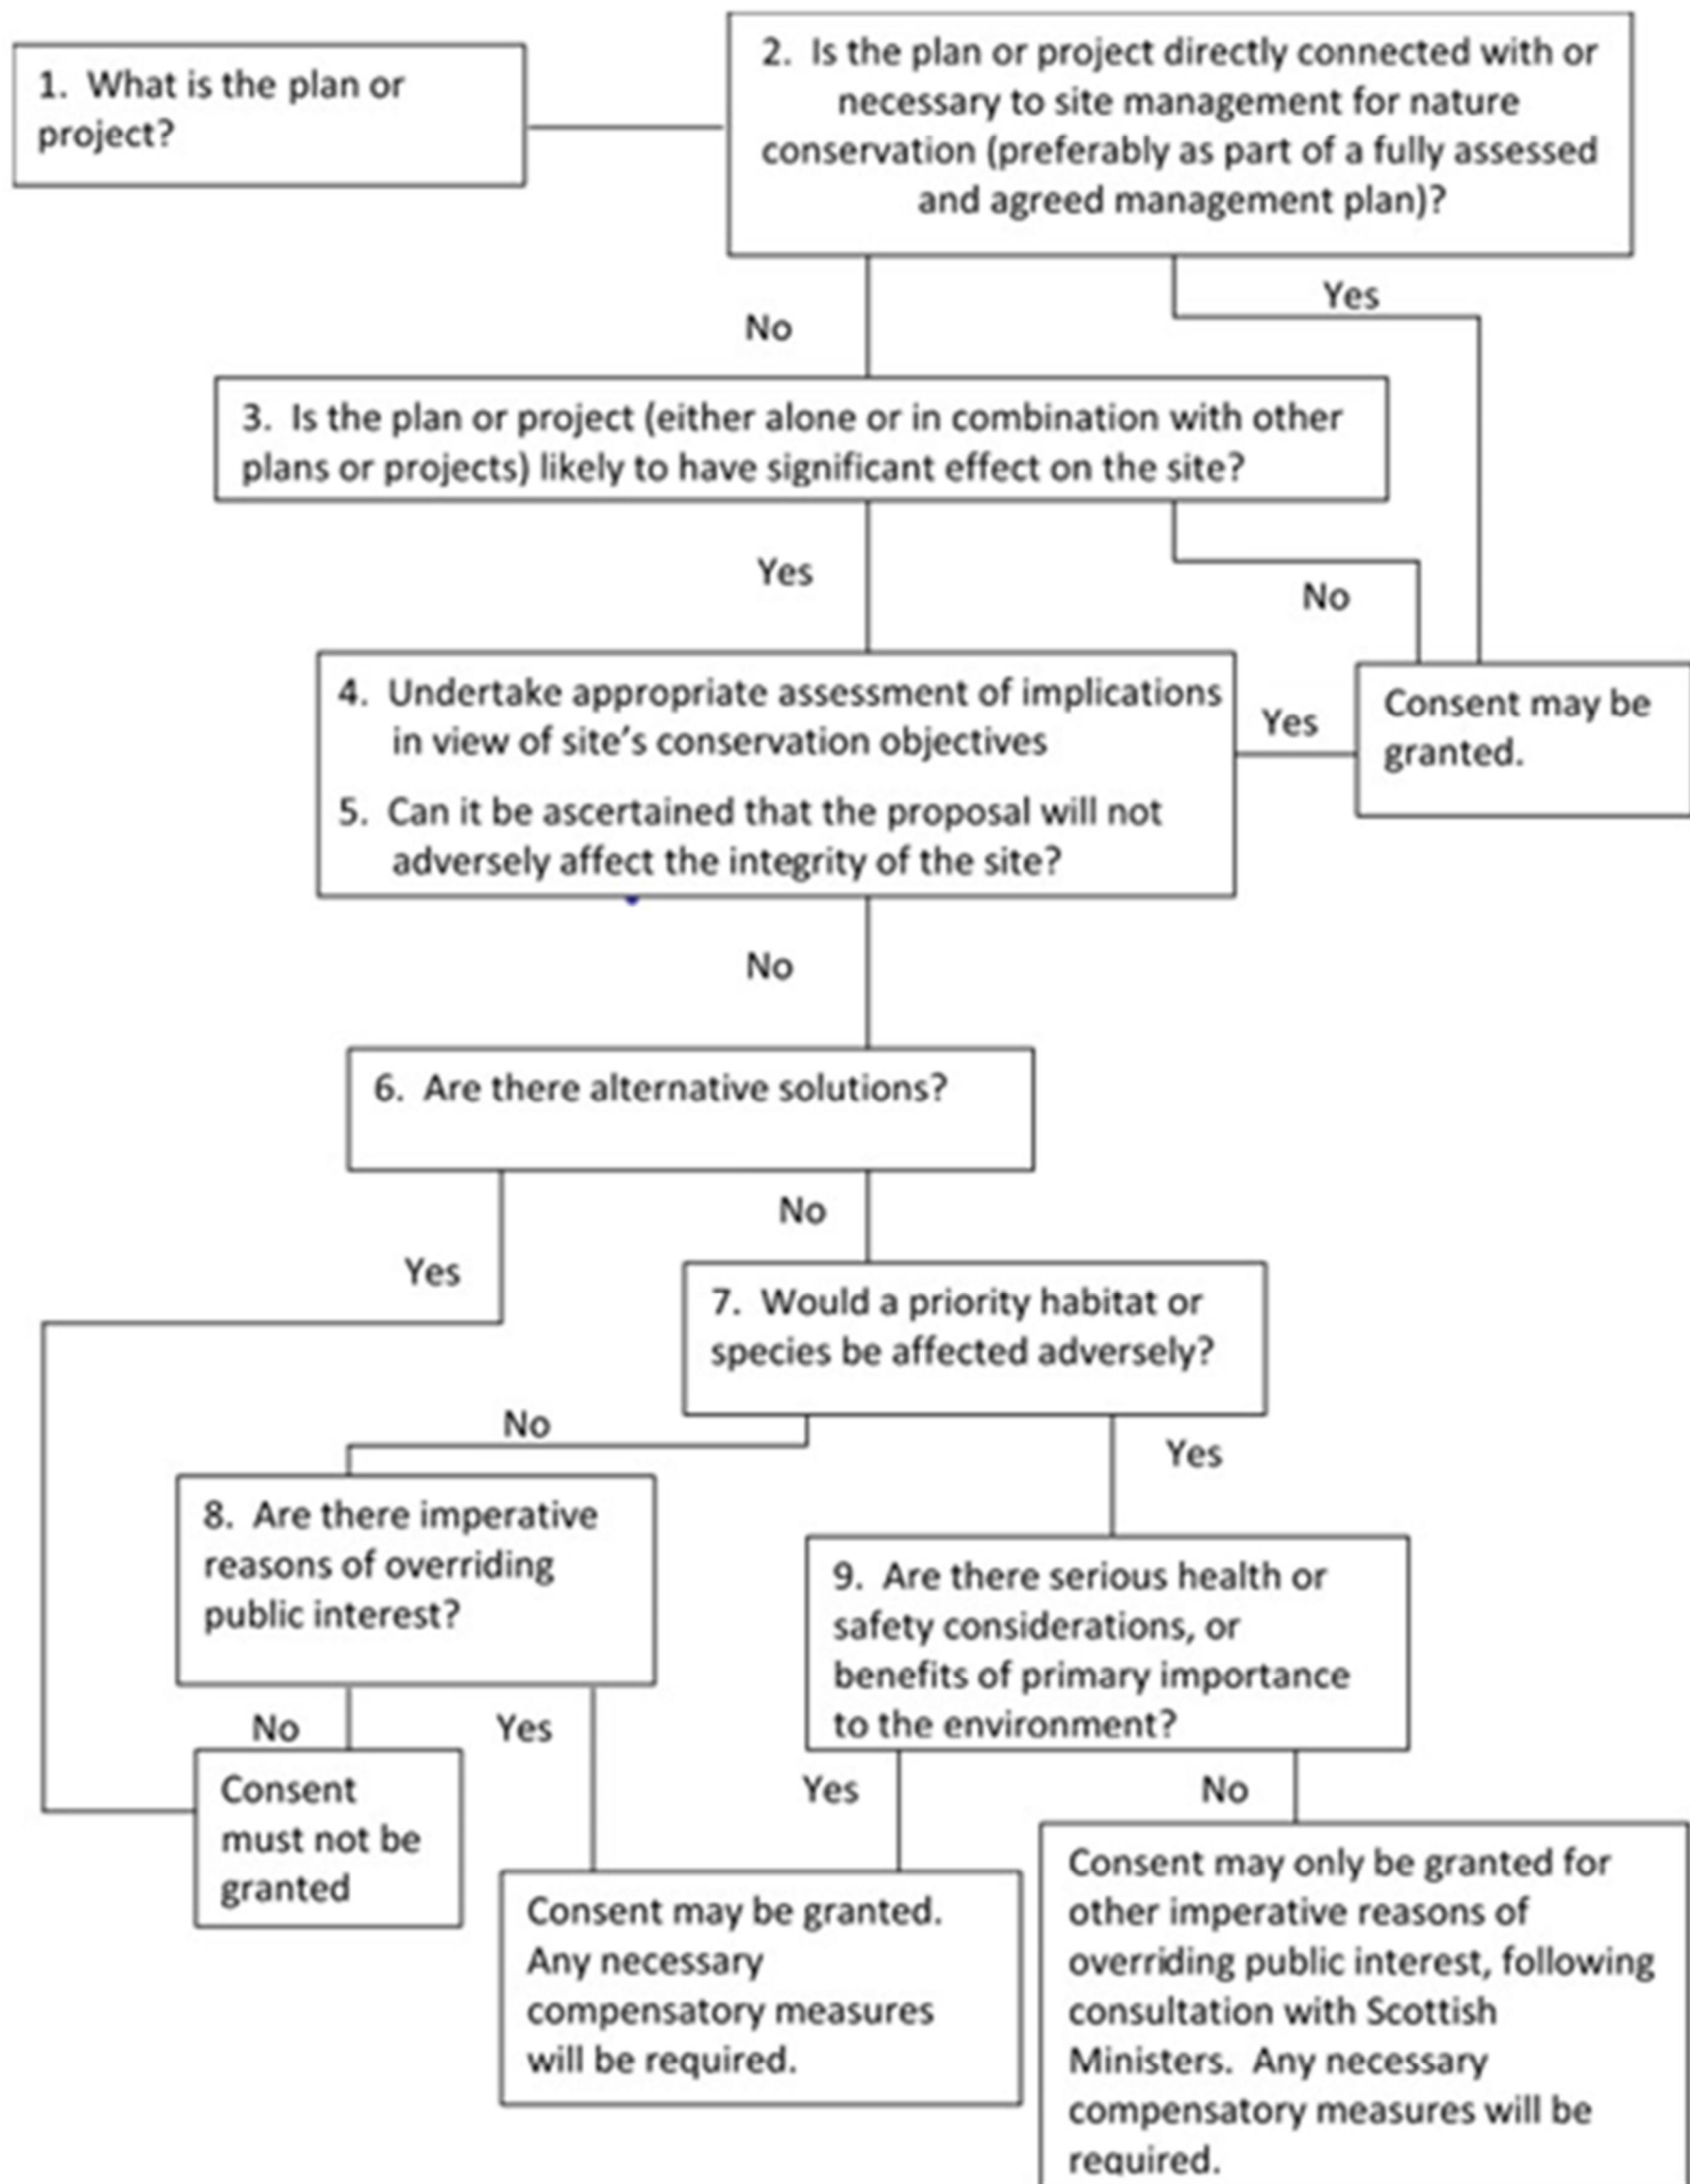 1. What is the plan or
project?
2. Is the plan or project directly connected with or
necessary to site management for nature
conservation (preferably as part of a fully assessed
and agreed management plan)?
No
Yes
3. Is the plan or project (either alone or in combination with other
plans or projects) likely to have significant effect on the site?
Yes
No
4. Undertake appropriate assessment of implications
in view of site’s conservation objectives
5. Can it be ascertained that the proposal will not
adversely affect the integrity of the site?
Yes
Consent may be
granted.
No
6. Are there alternative solutions?
Yes
No
7. Would a priority habitat or
species be affected adversely?
No
Yes
8. Are there imperative
reasons of overriding
public interest?
9. Are there serious health or
safety considerations, or
benefits of primary importance
to the environment?
No
Yes
Yes
No
Consent
must not be
granted
Consent may be granted.
Any necessary
compensatory measures
will be required.
Consent may only be granted for
other imperative reasons of
overriding public interest, following
consultation with Scottish
Ministers. Any necessary
compensatory measures will be
required.